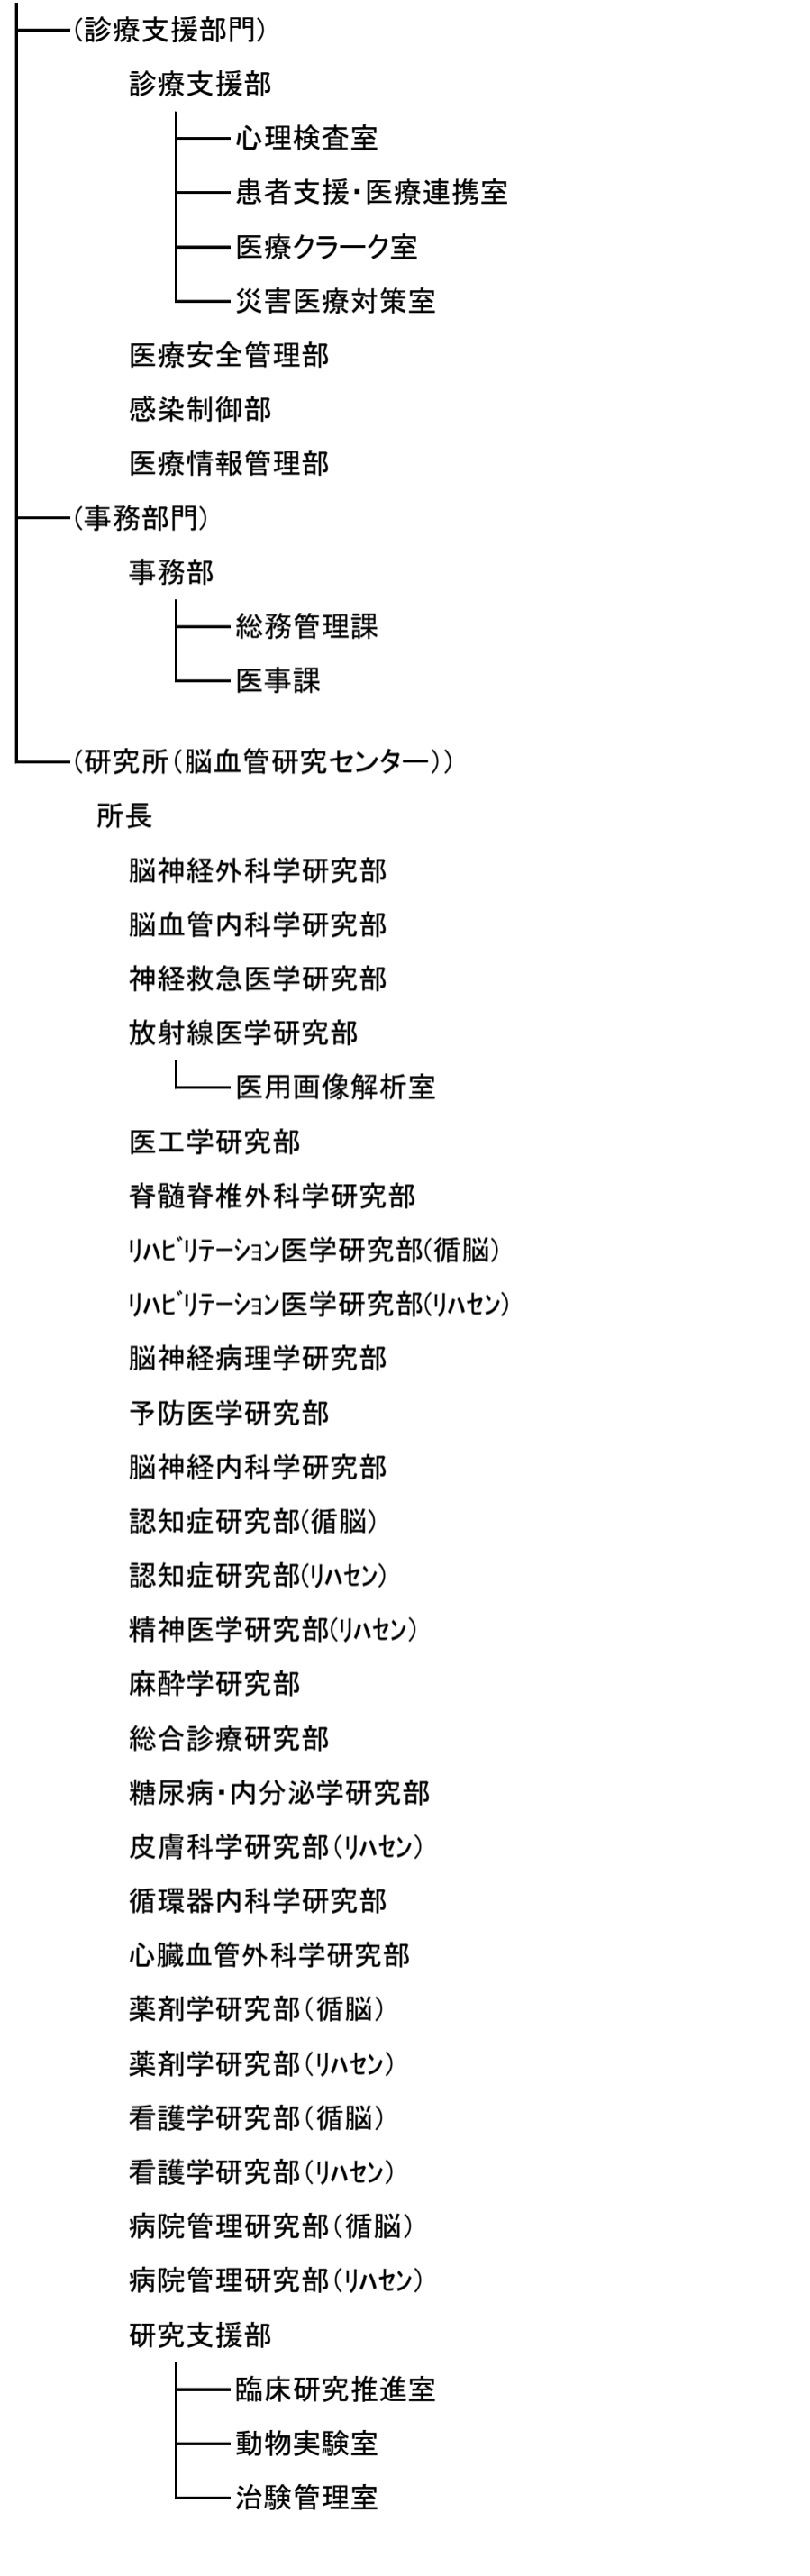 (診療支援部門)
診療支援部
心理検査室
患者支援・医療連携室
医療クラーク室
災害医療対策室
医療安全管理部
感染制御部
医療情報管理部
(事務部門)
事務部
総務管理課
医事課
(研究所(脳血管研究センター))
所長
脳神経外科学研究部
脳血管内科学研究部
神経救急医学研究部
放射線医学研究部
医用画像解析室
医工学研究部
脊髄脊椎外科学研究部
ﾘﾊﾋﾞﾘﾃｰｼｮﾝ医学研究部(循脳)
ﾘﾊﾋﾞﾘﾃｰｼｮﾝ医学研究部(ﾘﾊｾﾝ)
脳神経病理学研究部
予防医学研究部
脳神経内科学研究部
認知症研究部(循脳)
認知症研究部(ﾘﾊｾﾝ)
精神医学研究部(ﾘﾊｾﾝ)
麻酔学研究部
総合診療研究部
糖尿病・内分泌学研究部
皮膚科学研究部(ﾘﾊｾﾝ)
循環器内科学研究部
心臓血管外科学研究部
薬剤学研究部(循脳)
薬剤学研究部(ﾘﾊｾﾝ)
看護学研究部(循脳)
看護学研究部(ﾘﾊｾﾝ)
病院管理研究部(循脳)
病院管理研究部(ﾘﾊｾﾝ)
研究支援部
臨床研究推進室
動物実験室
治験管理室